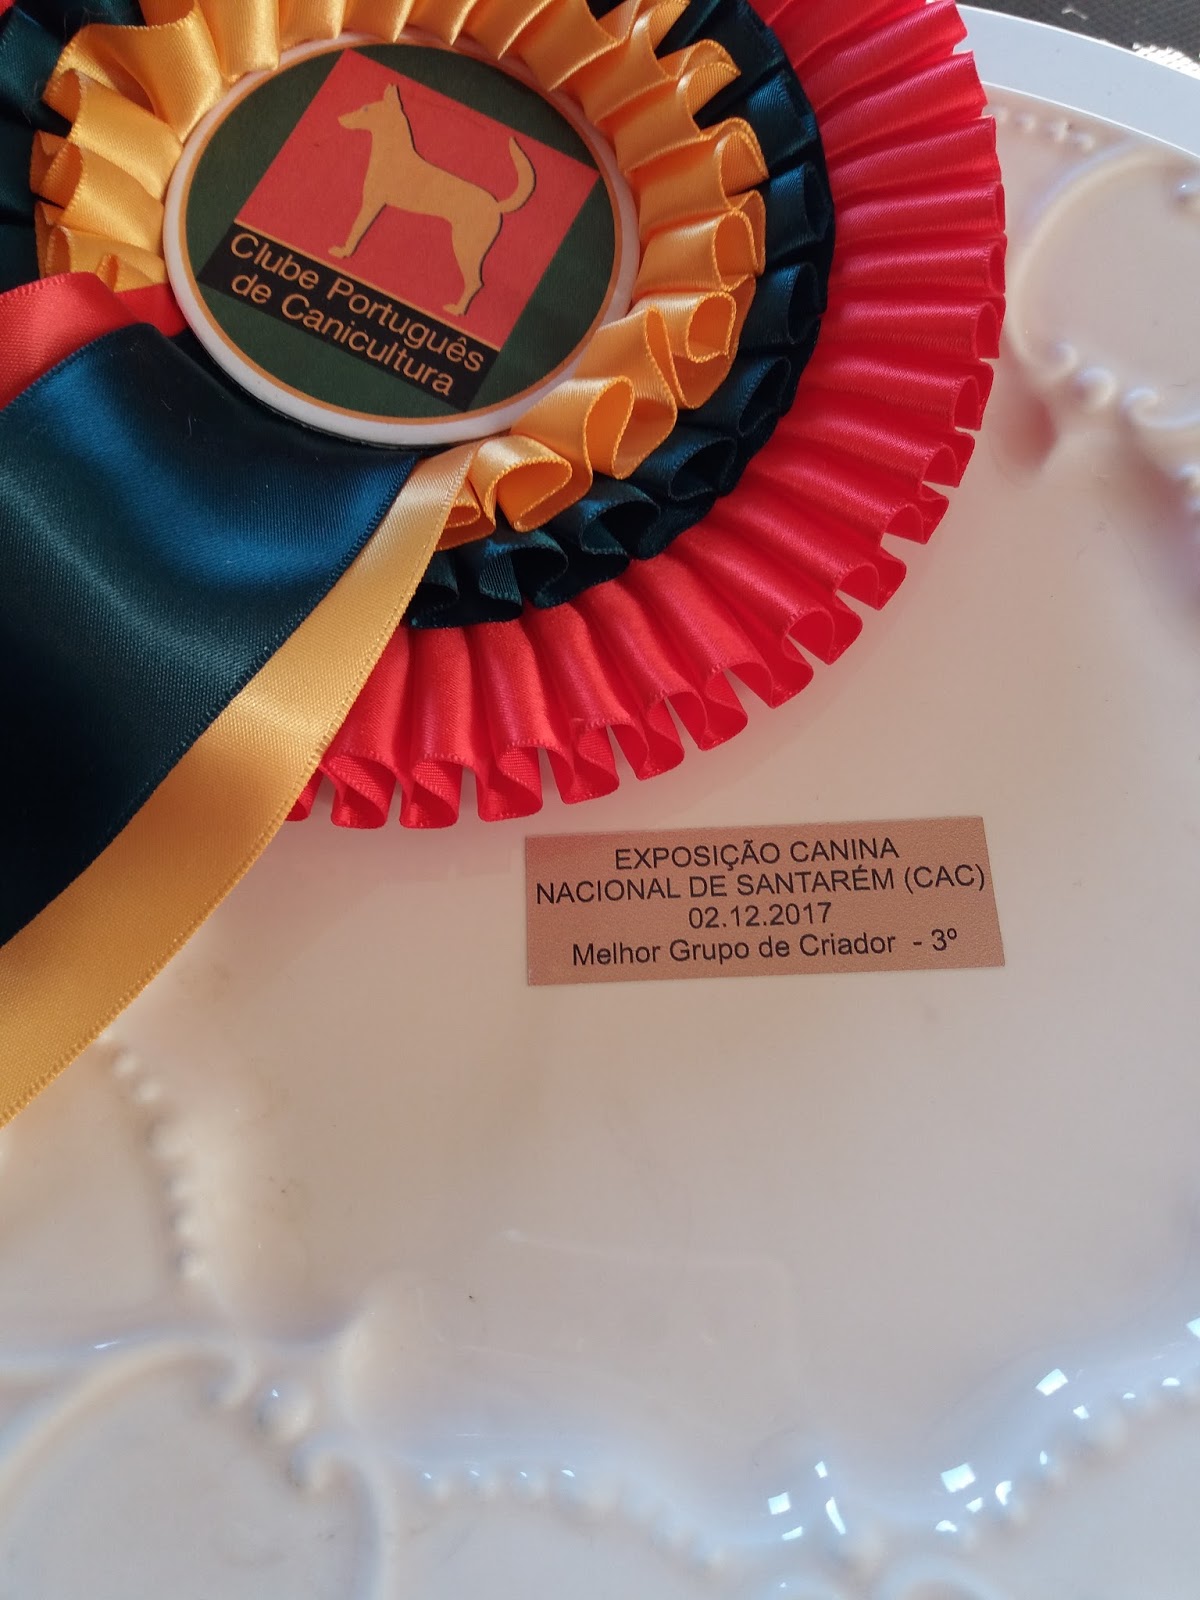 Clube Português
de Canicultura
EXPOSIÇÃO CANINA
NACIONAL DE SANTARÉM (CAC)
02.12.2017
Melhor Grupo de Criador - 3º